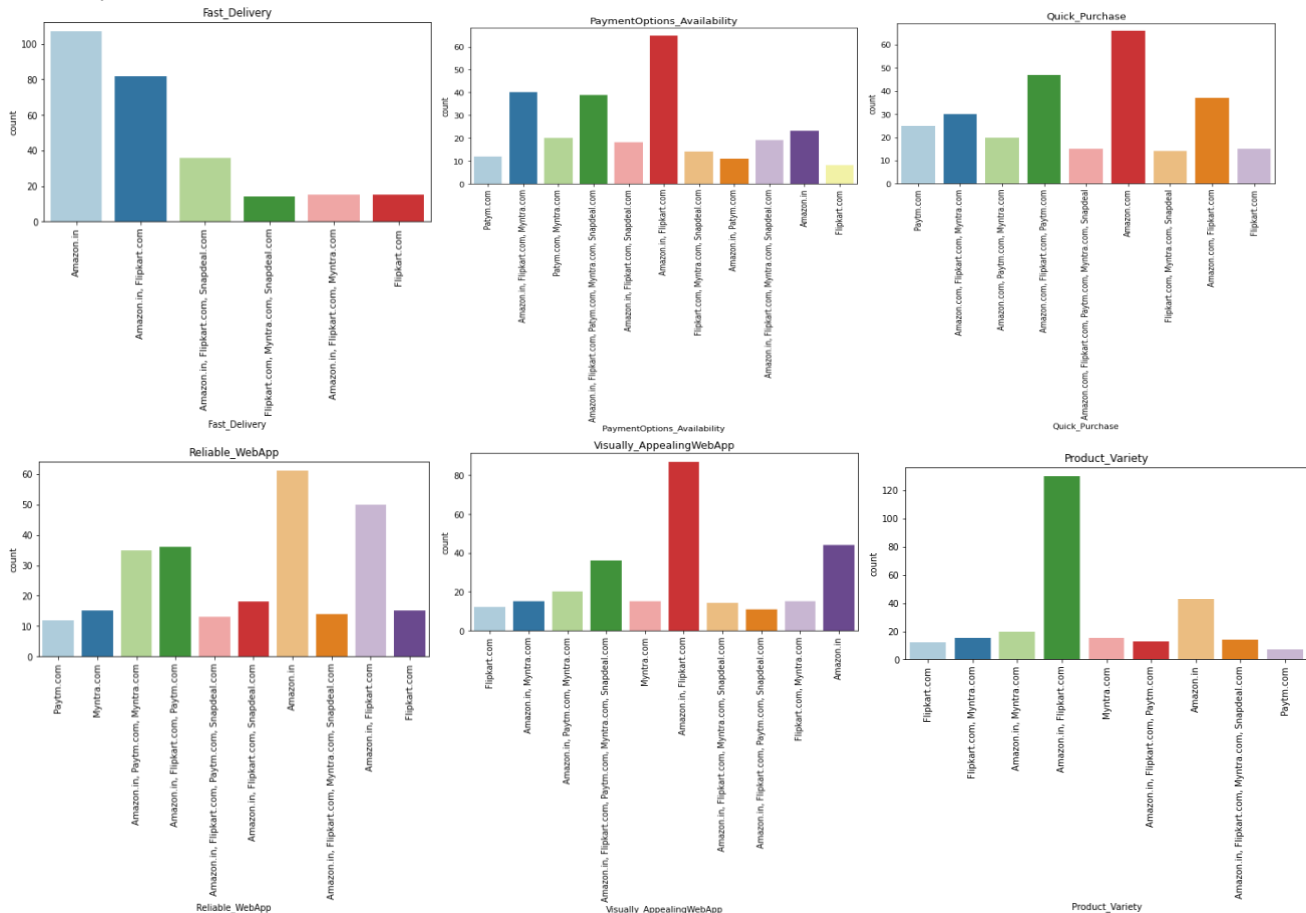 Fast_Delivery
count
100
80
60
40
20
0
Amazon.in
Amazon.in, Flipkart.com
Amazon.in, Flipkart.com, Snapdeal.com
Flipkart.com, Myntra.com, Snapdeal.com
Amazon.in, Flipkart.com, Myntra.com
Flipkart.com
Fast_Delivery
PaymentOptions_Availability
count
60
50
40
30
20
10
0
Patym.com
Amazon.in, Flipkart.com, Myntra.com
Patym.com, Myntra.com
Amazon.in, Flipkart.com, Patym.com, Myntra.com, Snapdeal.com
Amazon.in, Flipkart.com, Snapdeal.com
Amazon.in, Flipkart.com
Flipkart.com, Myntra.com, Snapdeal.com
Amazon.in, Patym.com
Amazon.in, Flipkart.com, Myntra.com, Snapdeal.com
Amazon.in
Flipkart.com
PaymentOptions_Availability
Quick_Purchase
count
60
50
40
30
20
10
0
Paytm.com
Amazon.com, Flipkart.com, Myntra.com
Amazon.com, Paytm.com, Myntra.com
Amazon.com, Flipkart.com, Paytm.com
Amazon.com, Flipkart.com, Paytm.com, Myntra.com, Snapdeal
Amazon.com
Flipkart.com, Myntra.com, Snapdeal
Amazon.com, Flipkart.com
Flipkart.com
Quick_Purchase
Reliable_WebApp
count
60
50
40
30
20
10
0
Paytm.com
Myntra.com
Amazon.in, Paytm.com, Myntra.com
Amazon.in, Flipkart.com, Paytm.com
Amazon.in, Flipkart.com, Paytm.com, Snapdeal.com
Amazon.in, Flipkart.com, Snapdeal.com
Amazon.in
Amazon.in, Flipkart.com, Myntra.com, Snapdeal.com
Amazon.in, Flipkart.com
Flipkart.com
Reliable_WebApp
Visually_AppealingWebApp
count
80
60
40
20
0
Flipkart.com
Amazon.in, Myntra.com
Amazon.in, Paytm.com, Myntra.com
Amazon.in, Flipkart.com, Paytm.com, Myntra.com, Snapdeal.com
Myntra.com
Amazon.in, Flipkart.com
Amazon.in, Flipkart.com, Myntra.com, Snapdeal.com
Amazon.in, Flipkart.com, Paytm.com, Snapdeal.com
Flipkart.com, Myntra.com
Amazon.in
Visually_AppealingWebApp
Product_Variety
count
120
100
80
60
40
20
0
Flipkart.com
Flipkart.com, Myntra.com
Amazon.in, Myntra.com
Amazon.in, Flipkart.com
Myntra.com
Amazon.in, Flipkart.com, Paytm.com
Amazon.in
Amazon.in, Flipkart.com, Myntra.com, Snapdeal.com
Paytm.com
Product_Variety